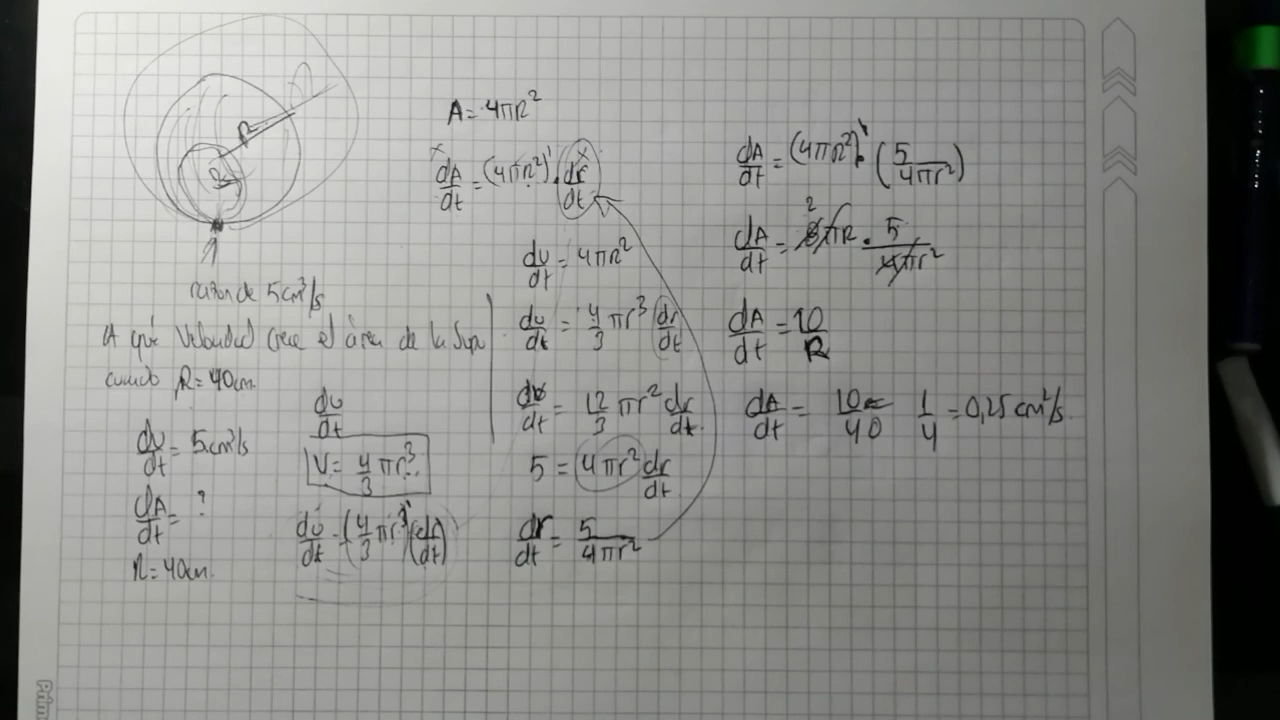 R
R
razon de 5cm³/s
A qué Velocidad crece el área de la Sup
cuando R=40cm.
dv/dt = 5cm³/s
dA/dt = ?
R=40cm.
dv/dt
V= 4/3 πr³
dv/dt = (4/3 πr³)' (dr/dt)
A= 4πR²
dA/dt = (4πR²)' · dr/dt
dv/dt = 4πR²
dv/dt = 4/3 πr³ dr/dt
dv/dt = 12/3 πr² dr/dt
5 = 4πr² dr/dt
dr/dt = 5/4πr²
dA/dt = (4πR²)' · (5/4πr²)
2
dA/dt = 8πR · 5/4πr²
dA/dt = 10/R
dA/dt = 10/40 = 1/4 = 0,25 cm²/s.